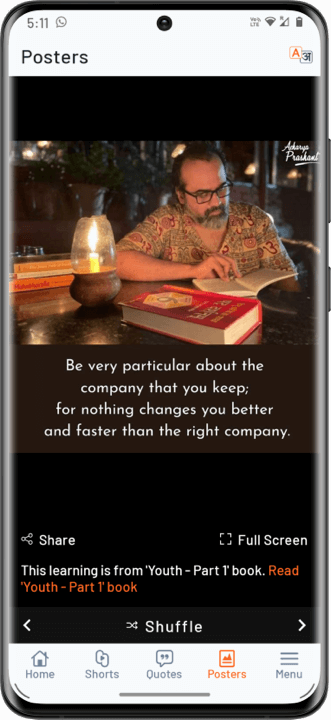 5:11
VoLTE
Posters
A अ
Acharya
Prashant
Be very particular about the
company that you keep;
for nothing changes you better
and faster than the right company.
Share
Full Screen
This learning is from 'Youth - Part 1' book. Read
'Youth - Part 1' book
Shuffle
Home
Shorts
Quotes
Posters
Menu